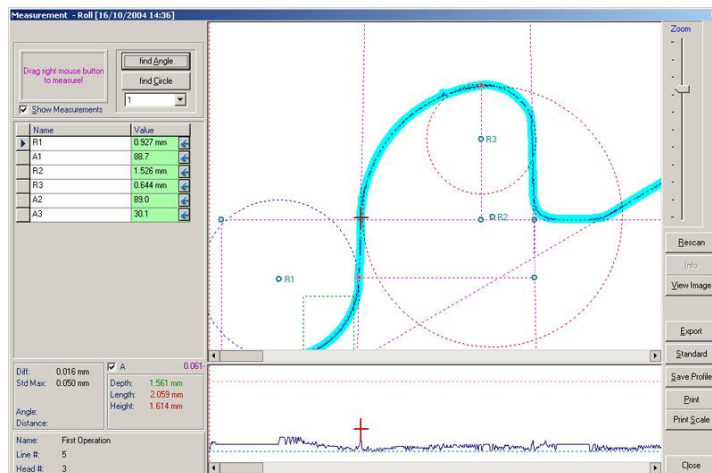 Measurement - Roll [16/10/2004 14:36]
Zoom
Drag right mouse button
to measure!
find Angle
find Circle
Show Measurements
1
Name Value
R1 0.927 mm
A1 88.7
R2 1.526 mm
R3 0.644 mm
A2 89.0
A3 30.1
R3
R2
R1
Rescan
Info
View Image
Export
Standard
Save Profile
Print
Print Scale
Close
Diff: 0.016 mm
Std Max: 0.050 mm
Angle:
Distance:
A 0.061-
Depth: 1.561 mm
Length: 2.059 mm
Height: 1.614 mm
Name: First Operation
Line #: 5
Head #: 3